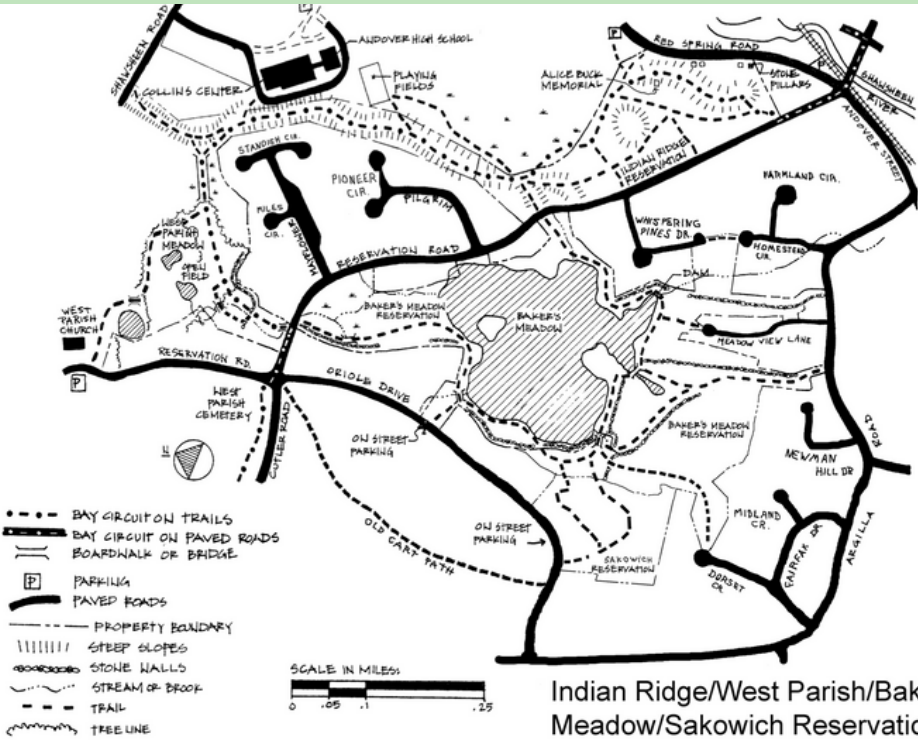 SHAWSHEEN ROAD
P
ANDOVER HIGH SCHOOL
COLLINS CENTER
PLAYING
FIELDS
P
RED SPRING ROAD
ALICE BUCK
MEMORIAL
STONE
PILLARS
SHAWSHEEN
RIVER
ANDOVER STREET
INDIAN RIDGE
RESERVATION
STANDISH CIR.
PIONEER
CIR.
PILGRIM
MILES
CIR.
MAYFLOWER
FARMLAND CIR.
WHISPERING
PINES DR.
HOMESTEAD
CIR.
WEST
PARISH
MEADOW
OPEN
FIELD
RESERVATION ROAD
DAM
BAKER'S MEADOW
RESERVATION
BAKER'S
MEADOW
MEADOW VIEW LANE
WEST
PARISH
CHURCH
P
RESERVATION RD.
ORIOLE DRIVE
WEST
PARISH
CEMETERY
CUTLER ROAD
ON STREET
PARKING
BAKER'S MEADOW
RESERVATION
NEWMAN
HILL DR
ROAD
N
OLD CART PATH
ON STREET
PARKING
SAKOWICH
RESERVATION
MIDLAND
CR.
FAIRFAX DR
ARGILLA
DORSET
CR
BAY CIRCUIT ON TRAILS
BAY CIRCUIT ON PAVED ROADS
BOARDWALK OR BRIDGE
P PARKING
PAVED ROADS
PROPERTY BOUNDARY
STEEP SLOPES
STONE WALLS
STREAM OR BROOK
TRAIL
TREE LINE
SCALE IN MILES:
0 .05 .1 .25
Indian Ridge/West Parish/Bak
Meadow/Sakowich Reservatio